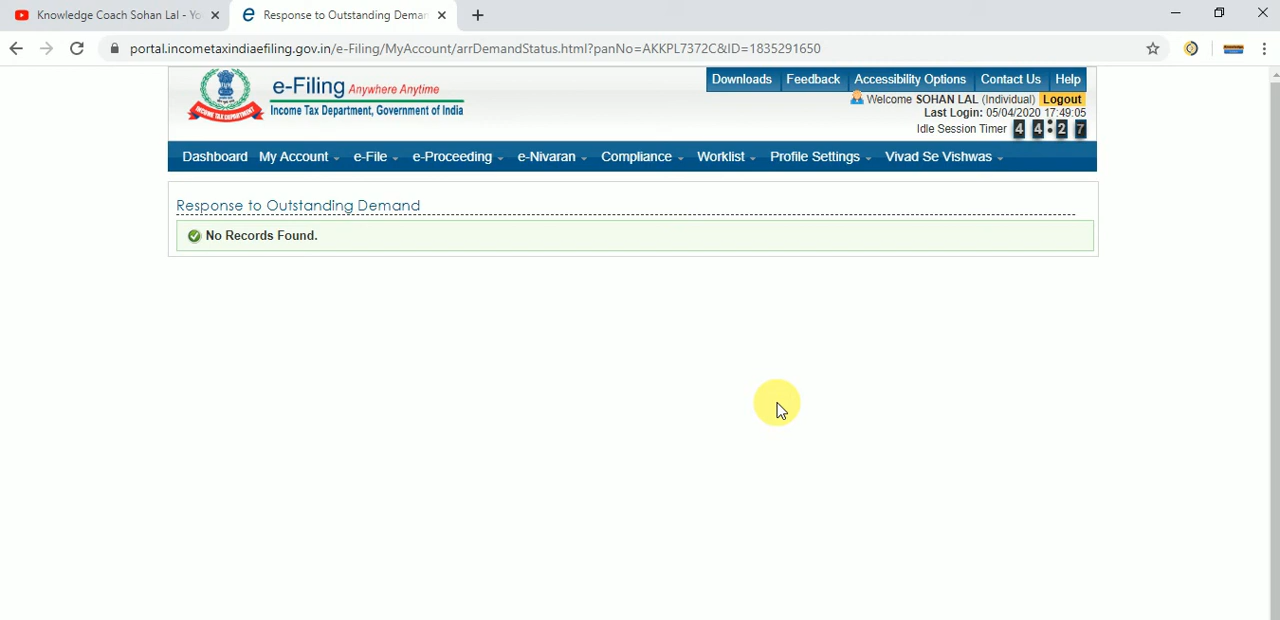 Knowledge Coach Sohan Lal - Yo
Response to Outstanding Deman
portal.incometaxindiaefiling.gov.in/e-Filing/MyAccount/arrDemandStatus.html?panNo=AKKPL7372C&ID=1835291650
Downloads Feedback Accessibility Options Contact Us Help
e-Filing Anywhere Anytime
Income Tax Department, Government of India
INCOME TAX DEPARTMENT
Welcome SOHAN LAL (Individual) Logout
Last Login: 05/04/2020 17:49:05
Idle Session Timer 4 4 : 2 7
Dashboard My Account e-File e-Proceeding e-Nivaran Compliance Worklist Profile Settings Vivad Se Vishwas
Response to Outstanding Demand
No Records Found.